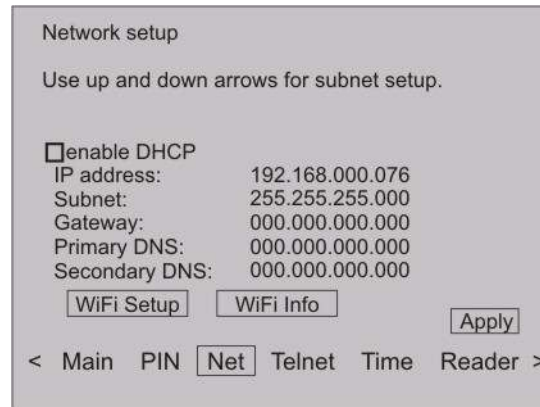 Network setup
Use up and down arrows for subnet setup.
enable DHCP
IP address: 192.168.000.076
Subnet: 255.255.255.000
Gateway: 000.000.000.000
Primary DNS: 000.000.000.000
Secondary DNS: 000.000.000.000
WiFi Setup WiFi Info
Apply
< Main PIN Net Telnet Time Reader >